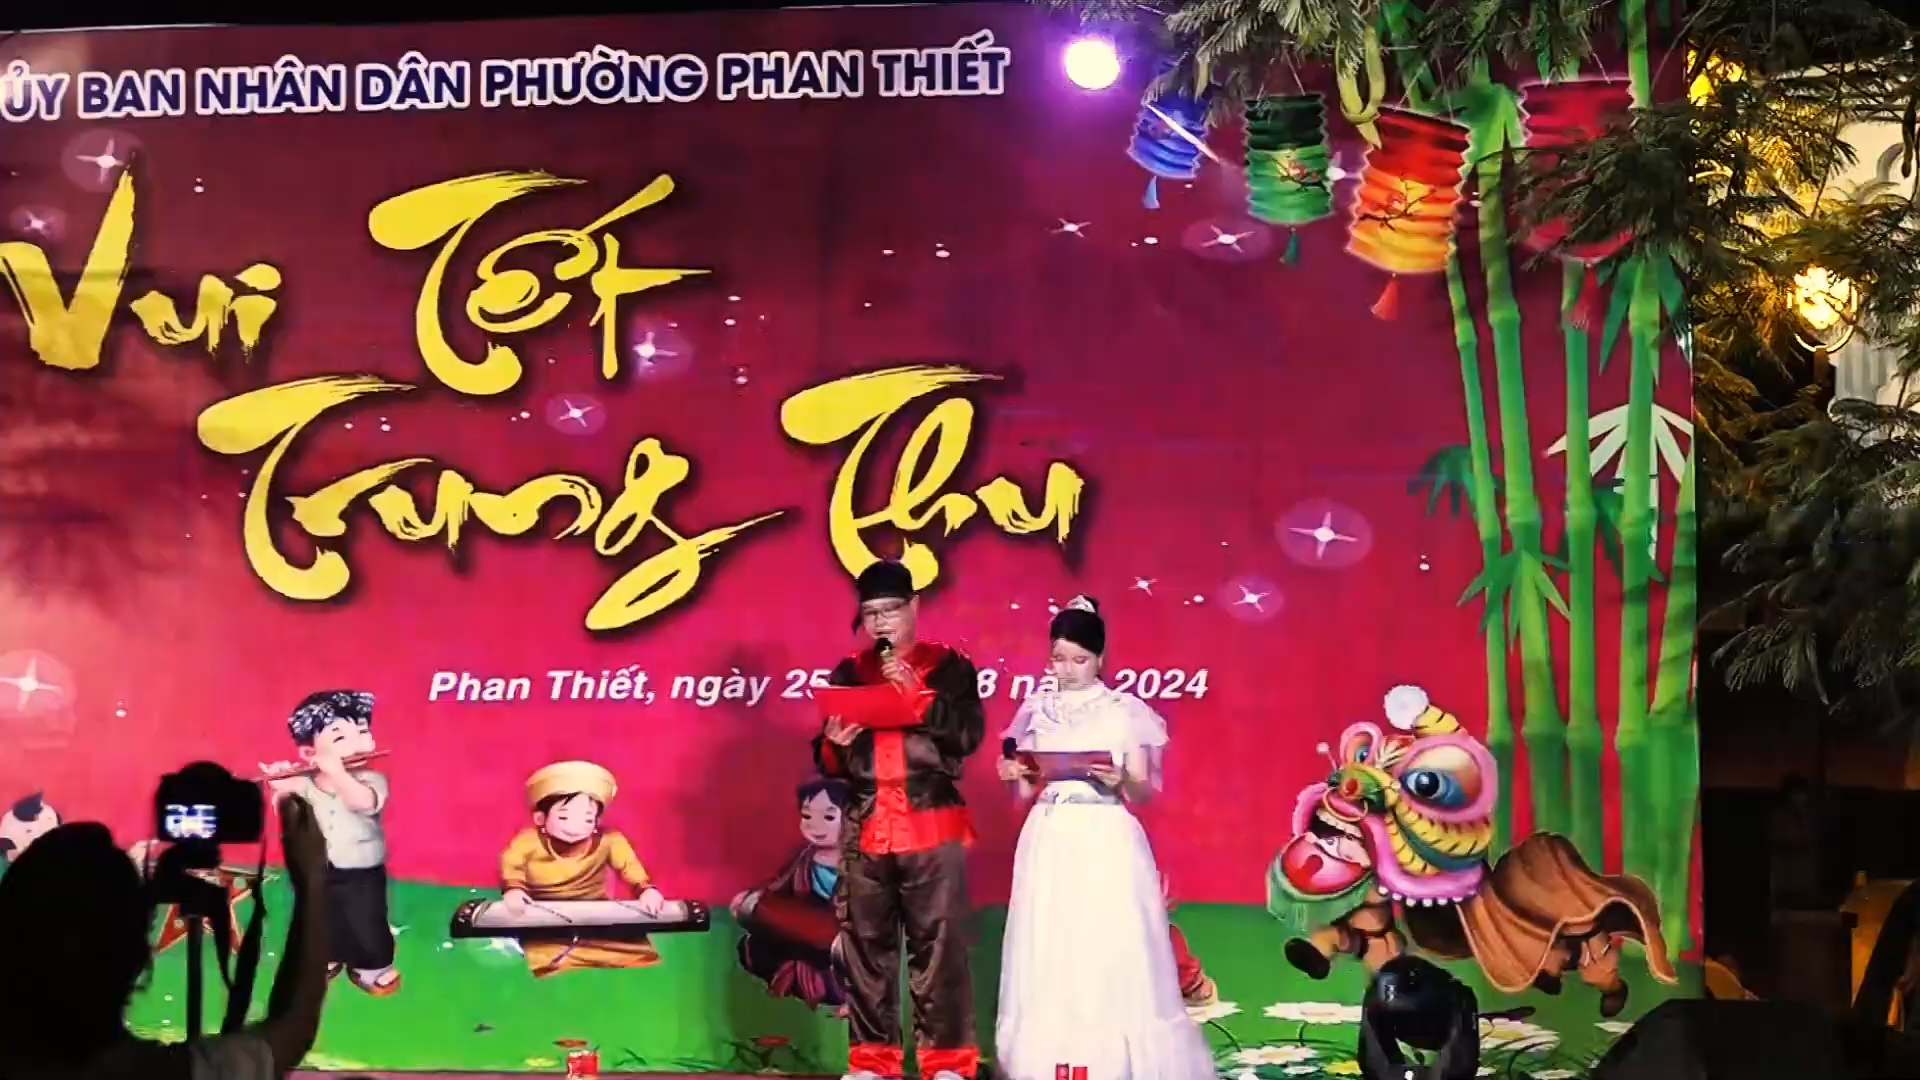 ỦY BAN NHÂN DÂN PHƯỜNG PHAN THIẾT
Vui Tết
Trung Thu
Phan Thiết, ngày 25 8 2024